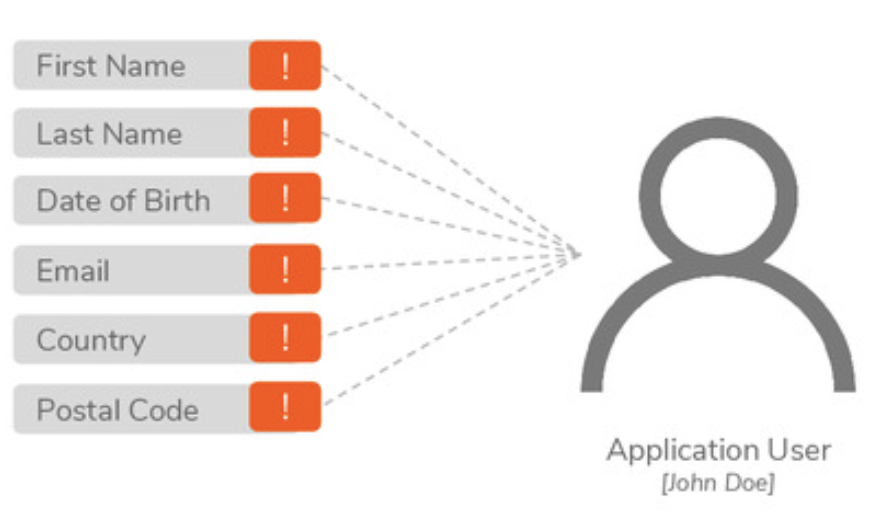 First Name !
Last Name !
Date of Birth !
Email !
Country !
Postal Code !
Application User
[John Doe]